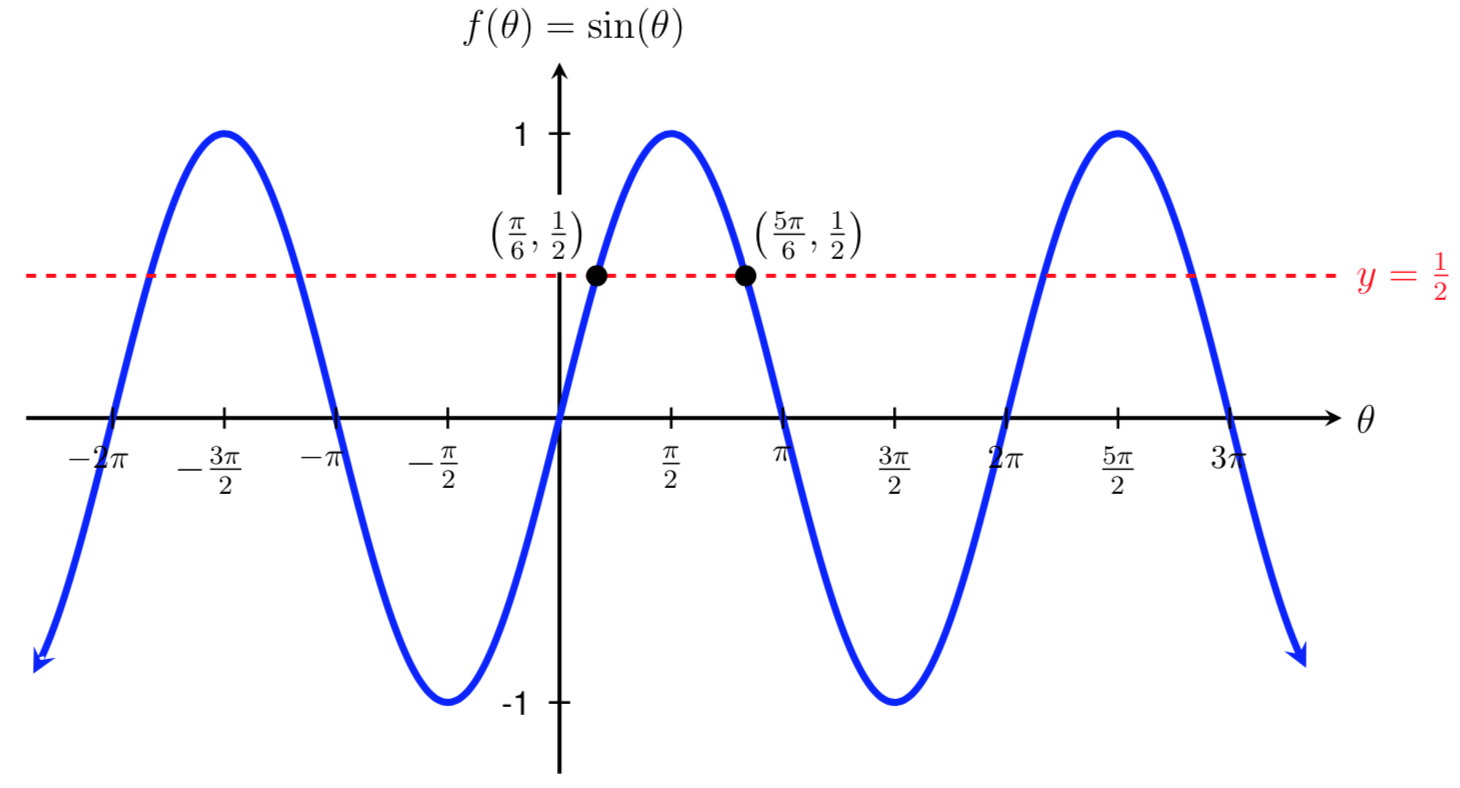 f(θ) = sin(θ)
1
(π/6, 1/2) (5π/6, 1/2)
y = 1/2
θ
−2π −3π/2 −π −π/2 π/2 π 3π/2 2π 5π/2 3π
-1